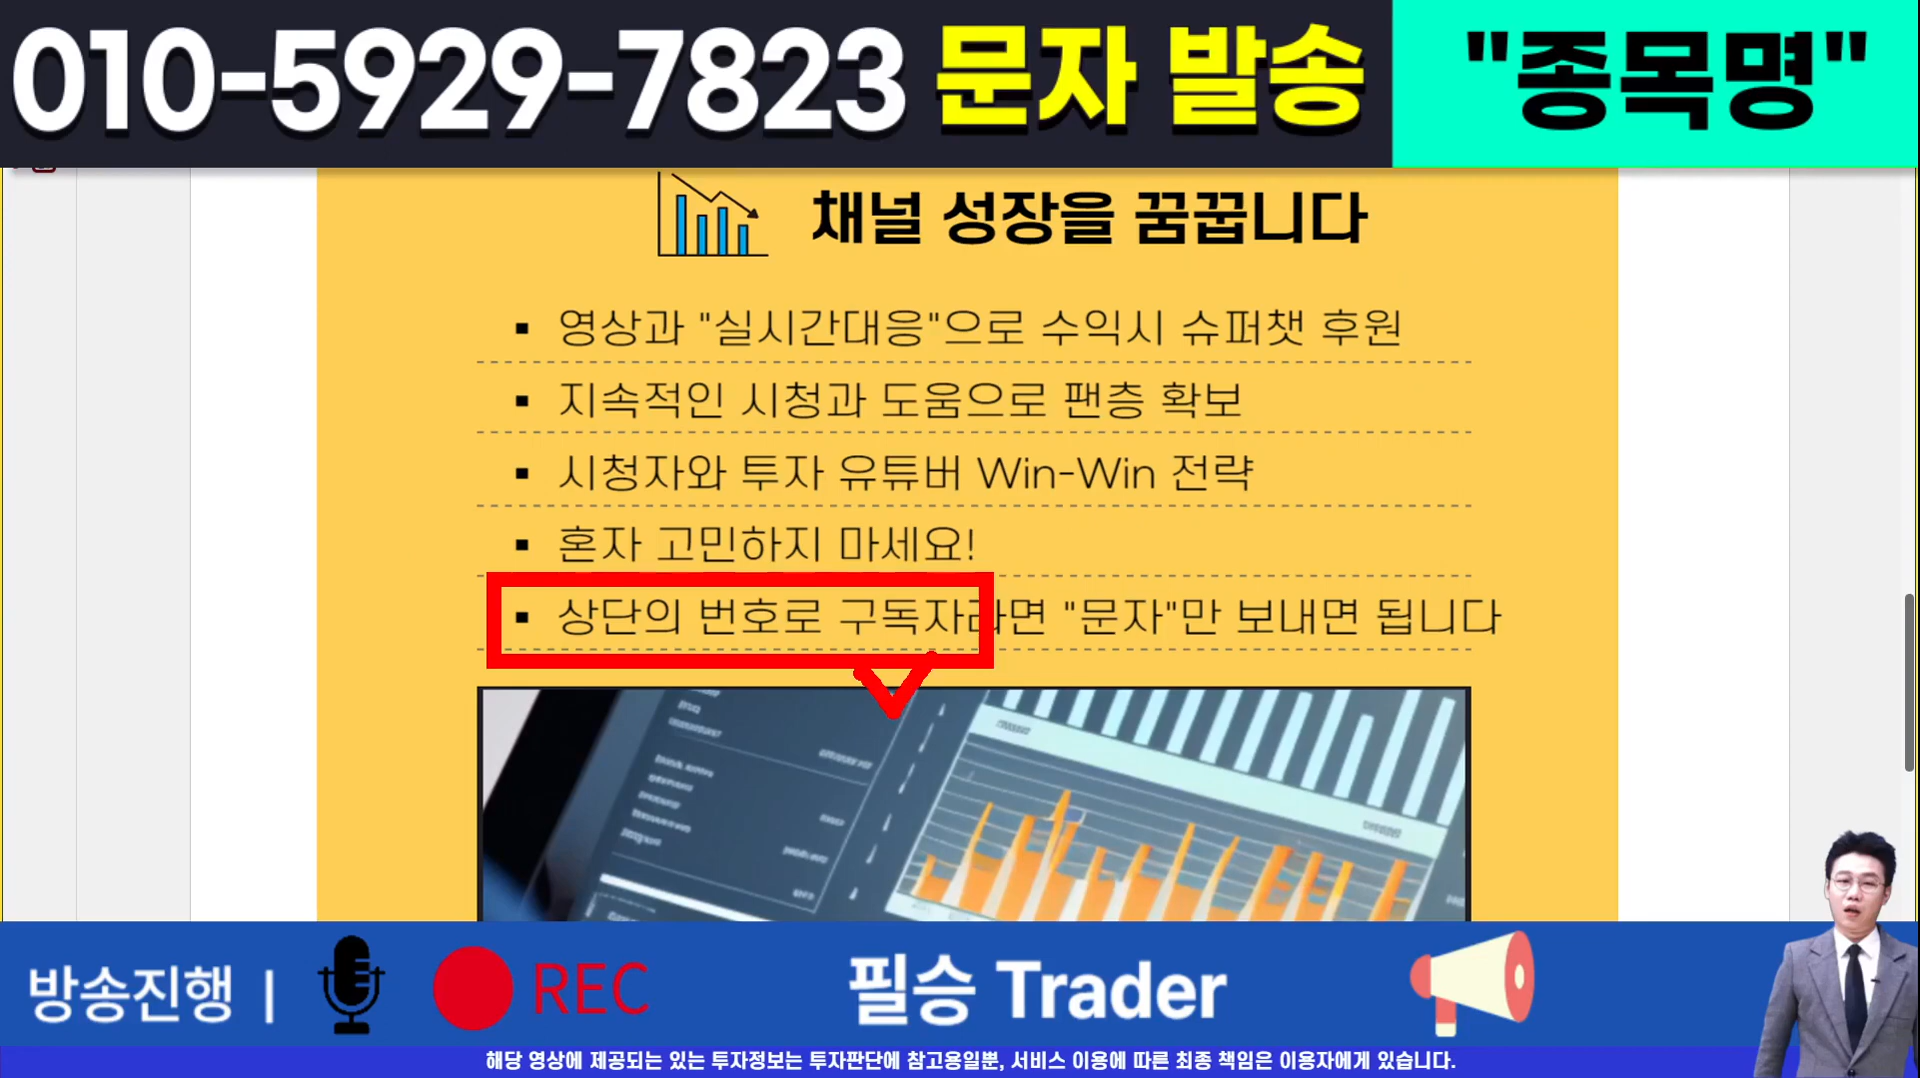 010-5929-7823 문자 발송 "종목명"
채널 성장을 꿈꿉니다
▪ 영상과 "실시간대응"으로 수익시 슈퍼챗 후원
▪ 지속적인 시청과 도움으로 팬층 확보
▪ 시청자와 투자 유튜버 Win-Win 전략
▪ 혼자 고민하지 마세요!
▪ 상단의 번호로 구독자라면 "문자"만 보내면 됩니다
방송진행 | REC 필승 Trader
해당 영상에 제공되는 있는 투자정보는 투자판단에 참고용일뿐, 서비스 이용에 따른 최종 책임은 이용자에게 있습니다.